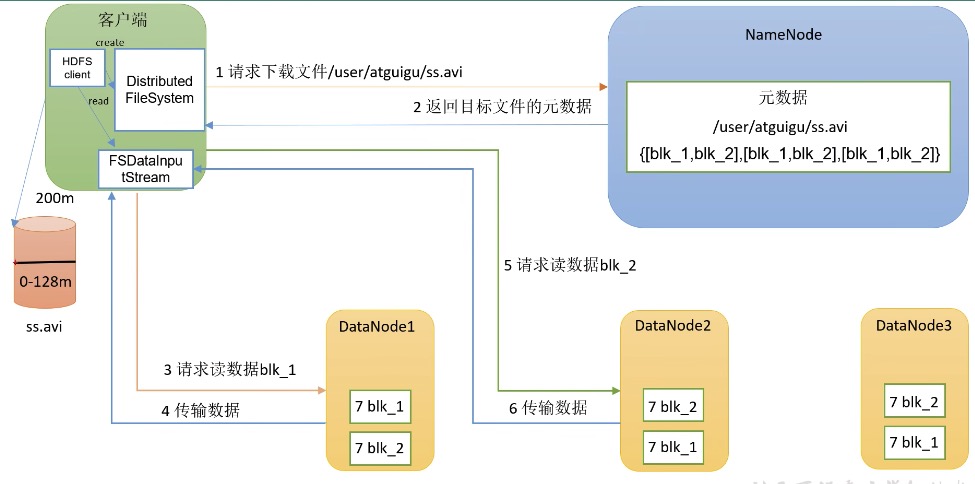 客户端
create
HDFS
client
Distributed
FileSystem
read
FSDataInpu
tStream
200m
0-128m
ss.avi
1 请求下载文件/user/atguigu/ss.avi
2 返回目标文件的元数据
NameNode
元数据
/user/atguigu/ss.avi
{[blk_1,blk_2],[blk_1,blk_2],[blk_1,blk_2]}
5 请求读数据blk_2
3 请求读数据blk_1
4 传输数据
6 传输数据
DataNode1
7 blk_1
7 blk_2
DataNode2
7 blk_2
7 blk_1
DataNode3
7 blk_2
7 blk_1